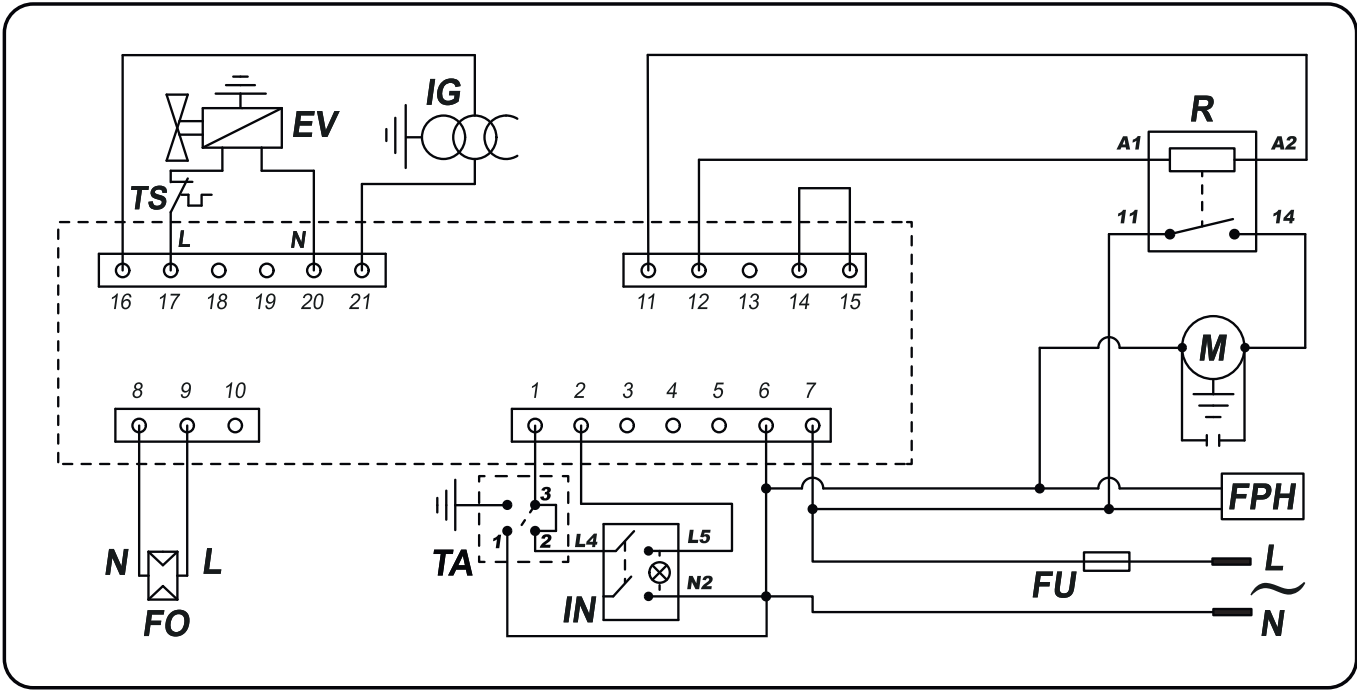 IG
EV
R
A1 A2
TS
11 14
L N
16 17 18 19 20 21
11 12 13 14 15
M
8 9 10
1 2 3 4 5 6 7
3
FPH
1 2 L4 L5
N L
TA
N2
L
FU
IN
FO
~
N